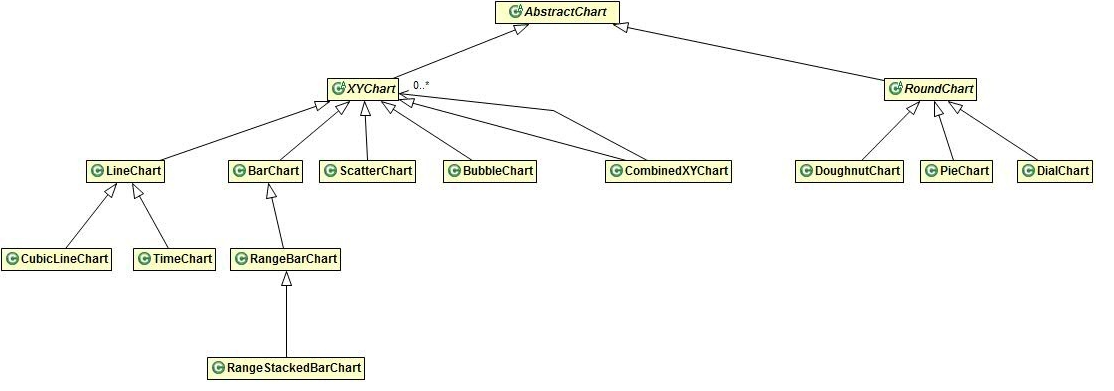 AbstractChart
XYChart
0..*
RoundChart
LineChart
BarChart
ScatterChart
BubbleChart
CombinedXYChart
DoughnutChart
PieChart
DialChart
CubicLineChart
TimeChart
RangeBarChart
RangeStackedBarChart